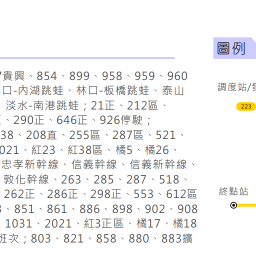 圖例
貴興、854、899、958、959、960
口-內湖跳蛙、林口-板橋跳蛙、泰山
調度站/
淡水-南港跳蛙；21正、212區、
、290正、646正、926停駛；
223
38、208直、255區、287區、521、
021、紅23、紅38區、橘5、橘26、
忠孝新幹線、信義幹線、信義新幹線、
敦化幹線、263、285、287、518、
262正、286正、298正、553、612區
終點站
、851、861、886、898、902、908
1031、2021、紅3正區、橘17、橘18
班次；803、821、858、880、883擴